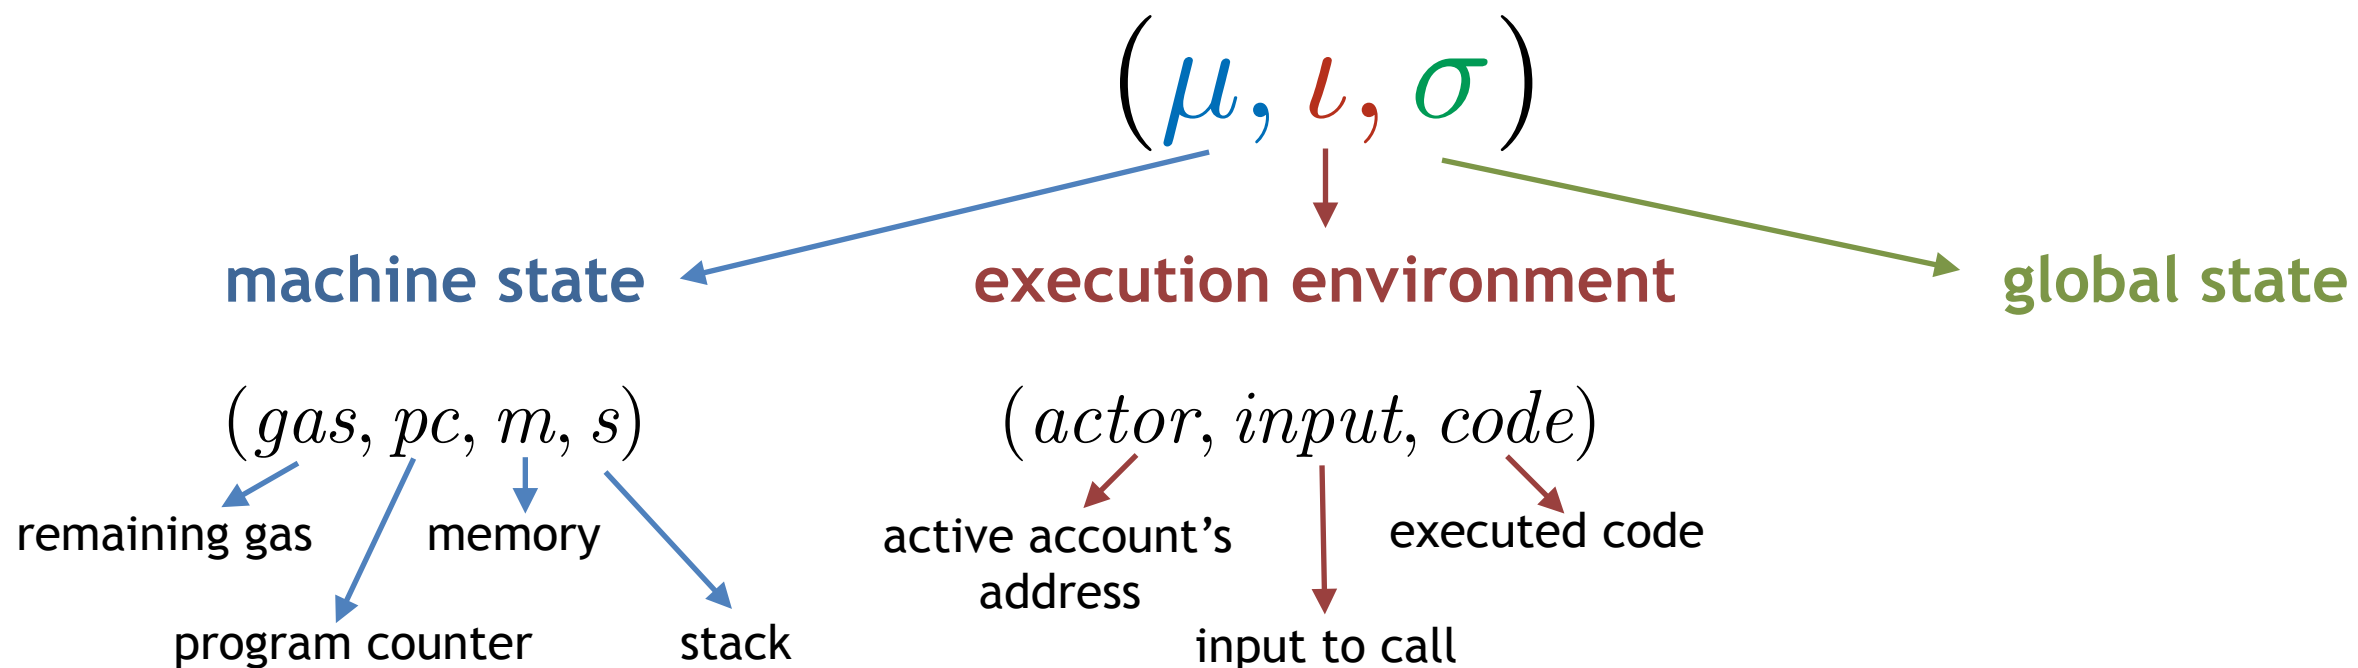 (μ, ι, σ)
machine state
execution environment
global state
(gas, pc, m, s)
(actor, input, code)
remaining gas
memory
active account’s
address
executed code
program counter
stack
input to call